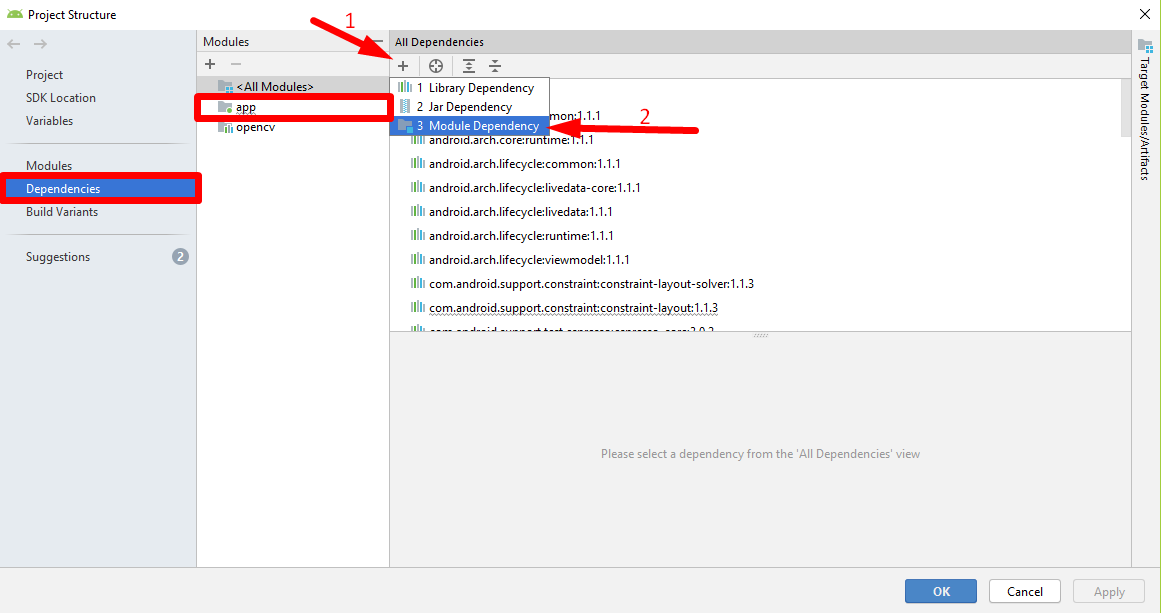 Project Structure
1
Project
SDK Location
Variables
Modules
Dependencies
Build Variants
Suggestions
2
Modules
<All Modules>
app
opencv
All Dependencies
1 Library Dependency
2 Jar Dependency
3 Module Dependency
2
mon:1.1.1
android.arch.core:runtime:1.1.1
android.arch.lifecycle:common:1.1.1
android.arch.lifecycle:livedata-core:1.1.1
android.arch.lifecycle:livedata:1.1.1
android.arch.lifecycle:runtime:1.1.1
android.arch.lifecycle:viewmodel:1.1.1
com.android.support.constraint:constraint-layout-solver:1.1.3
com.android.support.constraint:constraint-layout:1.1.3
Please select a dependency from the 'All Dependencies' view
Target Modules/Artifacts
OK
Cancel
Apply